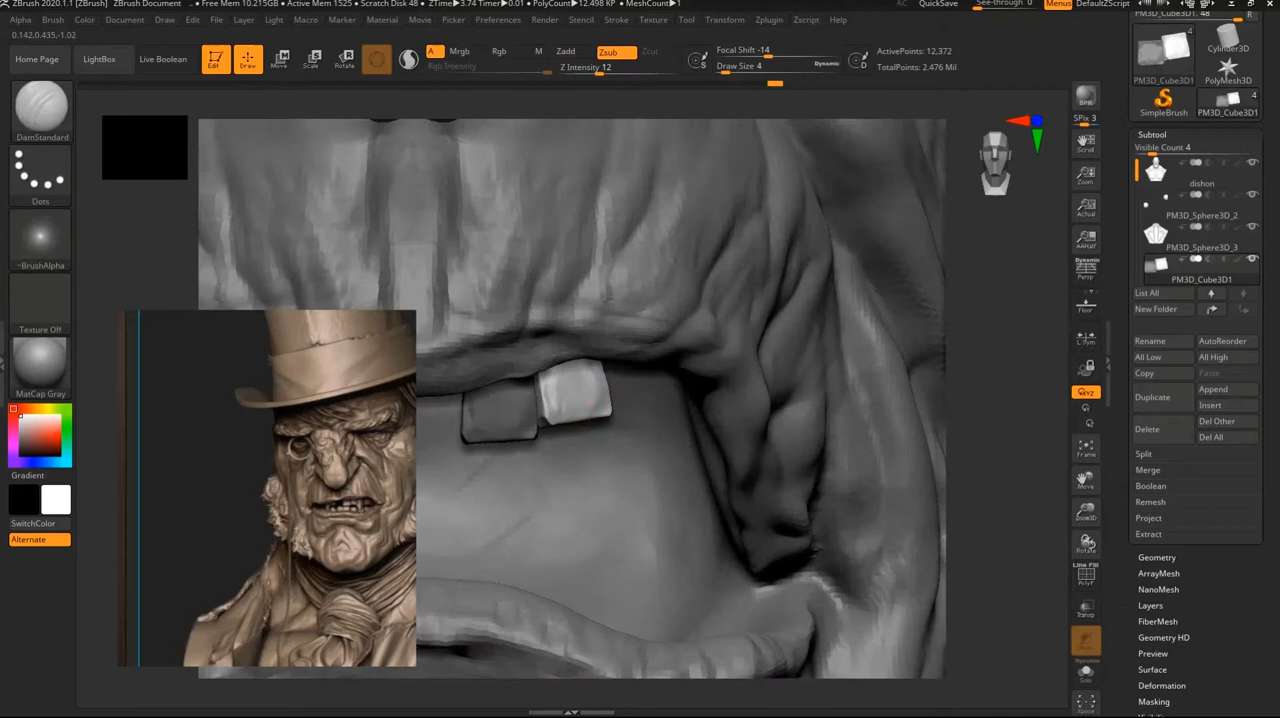 ZBrush 2020.1.1 [ZBrush] ZBrush Document .. • Free Mem 10.215GB • Active Mem 1525 • Scratch Disk 48 • ZTime▶3.74 Timer▶0.01 • PolyCount▶12.498 KP • MeshCount▶1
AC QuickSave See-through 0 Menus DefaultZScript
Alpha Brush Color Document Draw Edit File Layer Light Macro Marker Material Movie Picker Preferences Render Stencil Stroke Texture Tool Transform Zplugin Zscript Help
0.142,0.435,-1.02
Home Page LightBox Live Boolean Edit Draw Move Scale Rotate
A Mrgb Rgb M Zadd Zsub Zcut
Rgb Intensity Z Intensity 12
Focal Shift -14
Draw Size 4 Dynamic
ActivePoints: 12,372
TotalPoints: 2.476 Mil
DamStandard
Dots
~BrushAlpha
Texture Off
MatCap Gray
Gradient
SwitchColor
Alternate
BPR
SPix 3
Scroll
Zoom
Actual
AAHalf
Dynamic
Persp
Floor
L.Sym
Frame
Move
Zoom3D
Rotate
Line Fill
PolyF
Transp
Dynamic
Solo
Xpose
PM3D_Cube3D1. 48 R
4
PM3D_Cube3D1
Cylinder3D
PolyMesh3D
SimpleBrush
4
PM3D_Cube3D1
Subtool
Visible Count 4
dishon
PM3D_Sphere3D_2
PM3D_Sphere3D_3
PM3D_Cube3D1
List All
New Folder
Rename AutoReorder
All Low All High
Copy Paste
Duplicate Append
Insert
Delete Del Other
Del All
Split
Merge
Boolean
Remesh
Project
Extract
Geometry
ArrayMesh
NanoMesh
Layers
FiberMesh
Geometry HD
Preview
Surface
Deformation
Masking